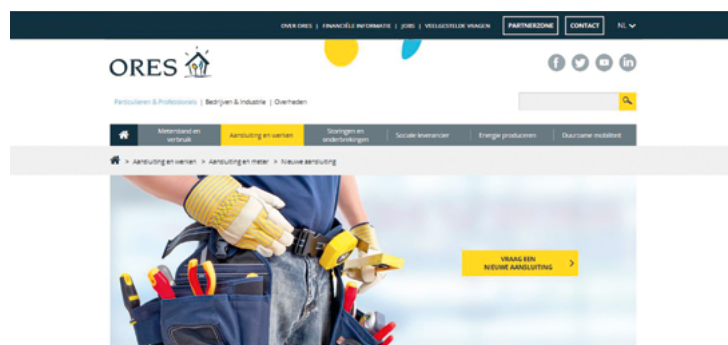 OVER ORES | FINANCIËLE INFORMATIE | JOBS | VEELGESTELDE VRAGEN PARTNERZONE CONTACT NL
ORES
Particulieren & Professionals | Bedrijven & Industrie | Overheden
Meterstand en verbruik
Aansluiting en werken
Storingen en onderbrekingen
Sociale leverancier
Energie produceren
Duurzame mobiliteit
> Aansluiting en werken > Aansluiting en meter > Nieuwe aansluiting
VRAAG EEN
NIEUWE AANSLUITING